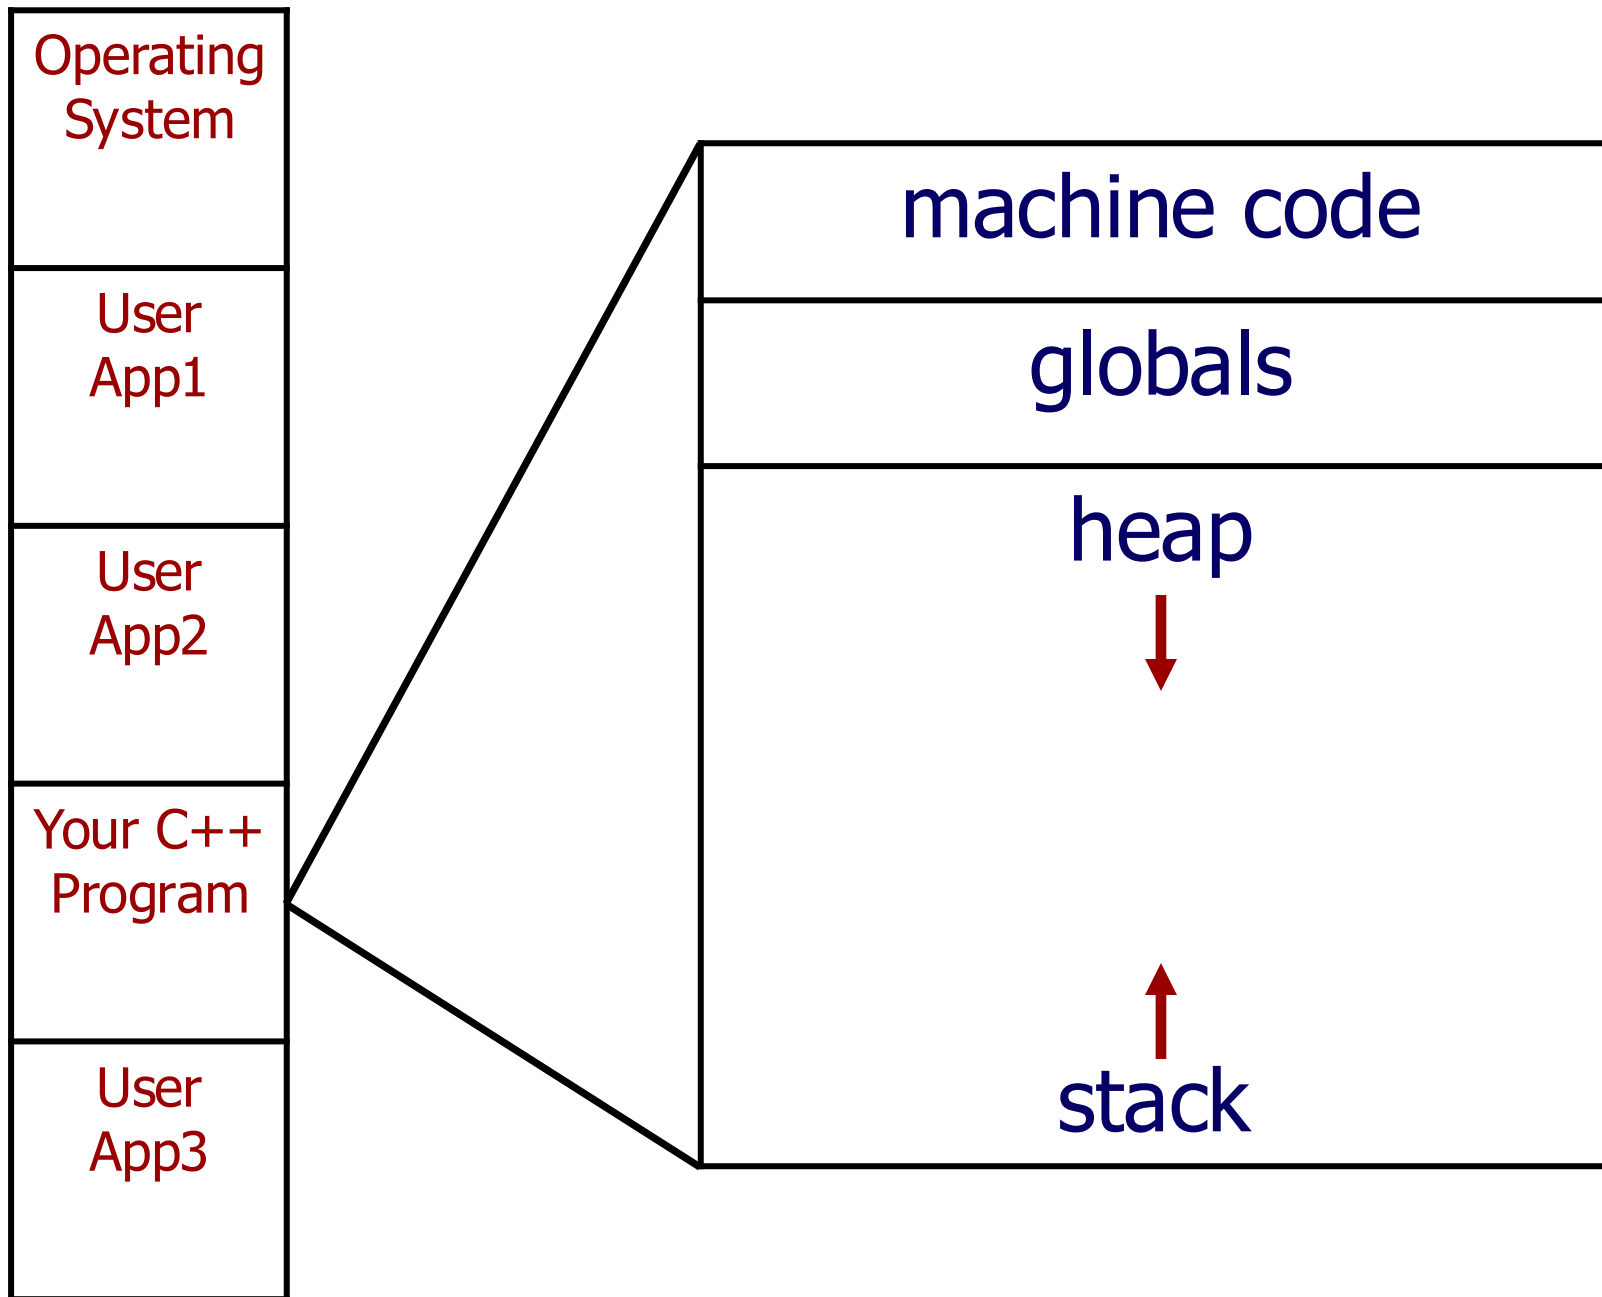 Operating
System
User
App1
User
App2
Your C++
Program
User
App3
machine code
globals
heap
stack